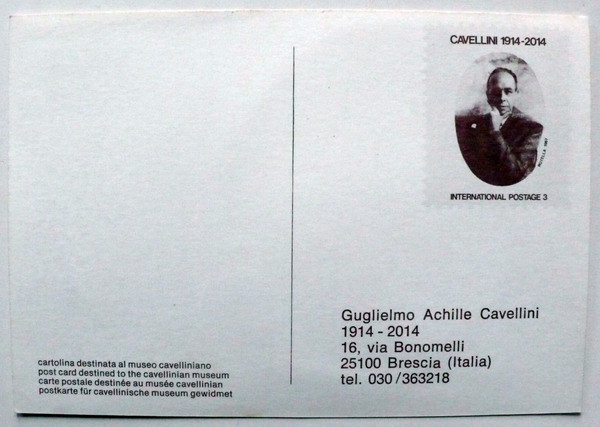 CAVELLINI 1914-2014
INTERNATIONAL POSTAGE 3
Guglielmo Achille Cavellini
1914 - 2014
16, via Bonomelli
25100 Brescia (Italia)
tel. 030/363218
cartolina destinata al museo cavelliniano
post card destined to the cavellinian museum
carte postale destinée au musée cavellinian
postkarte für cavellinische museum gewidmet